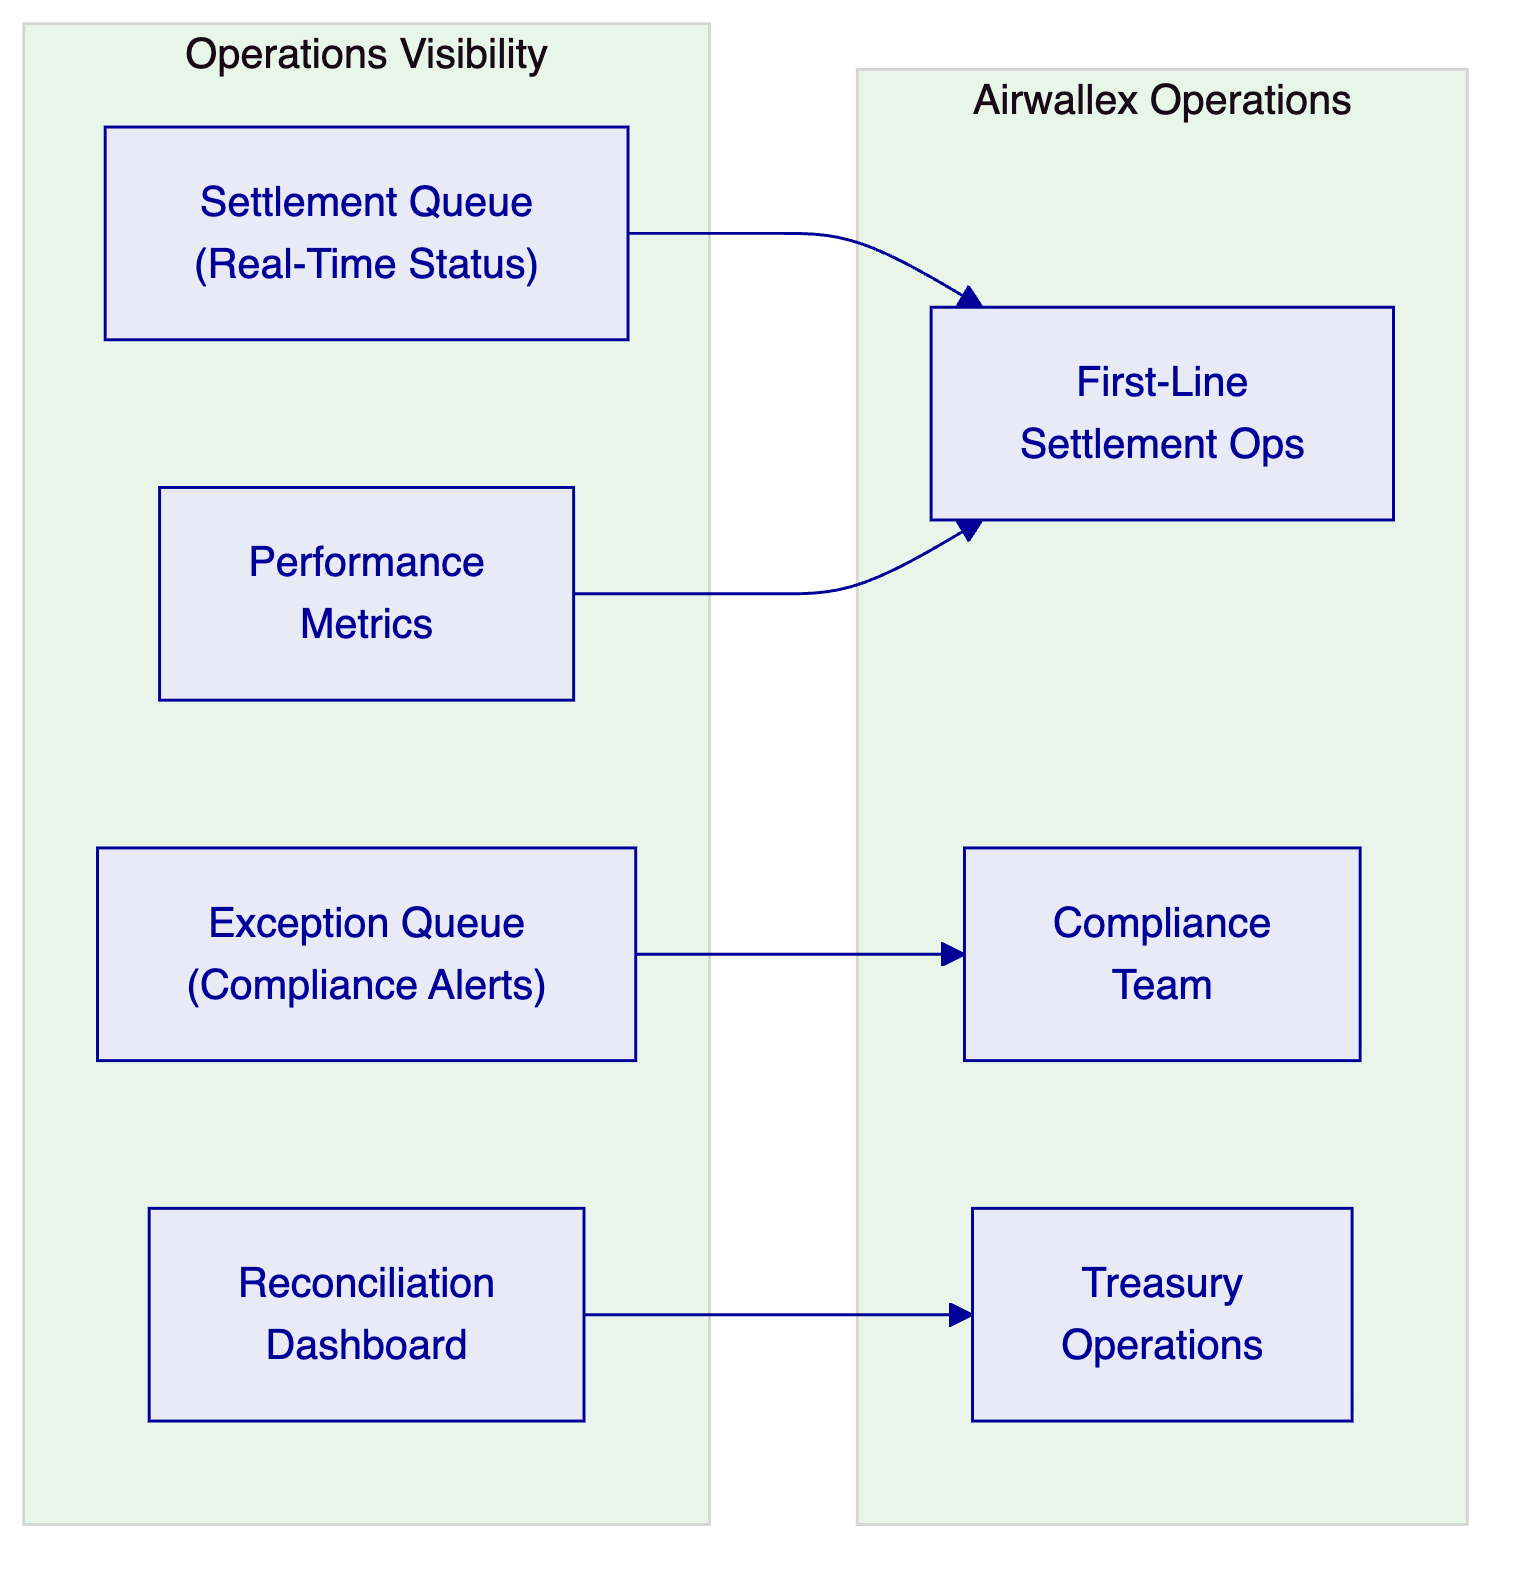 Operations Visibility
Settlement Queue
(Real-Time Status)
Performance
Metrics
Exception Queue
(Compliance Alerts)
Reconciliation
Dashboard
Airwallex Operations
First-Line
Settlement Ops
Compliance
Team
Treasury
Operations